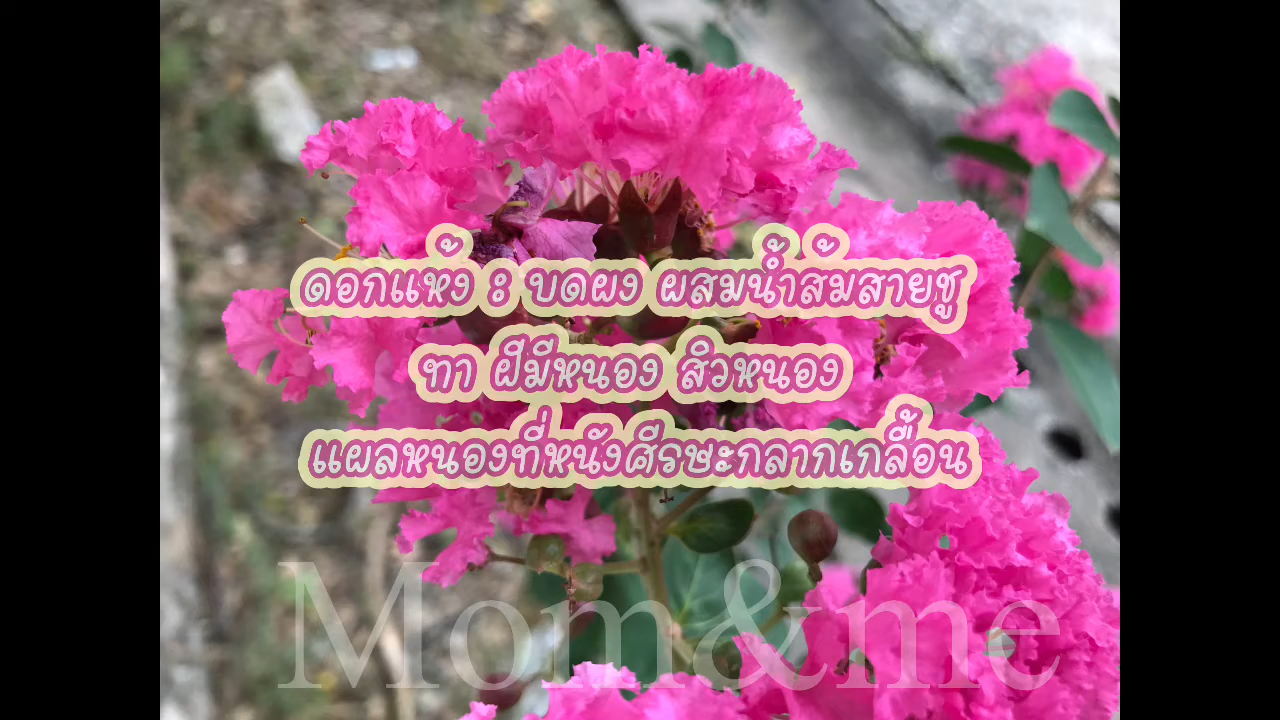 ดอกแห้ง 8 บดผง ผสมน้ำส้มสายชู
ทา ฝีมีหนอง สิวหนอง
แผลหนองที่หนังศีรษะกลากเกลื้อน
Mom&me